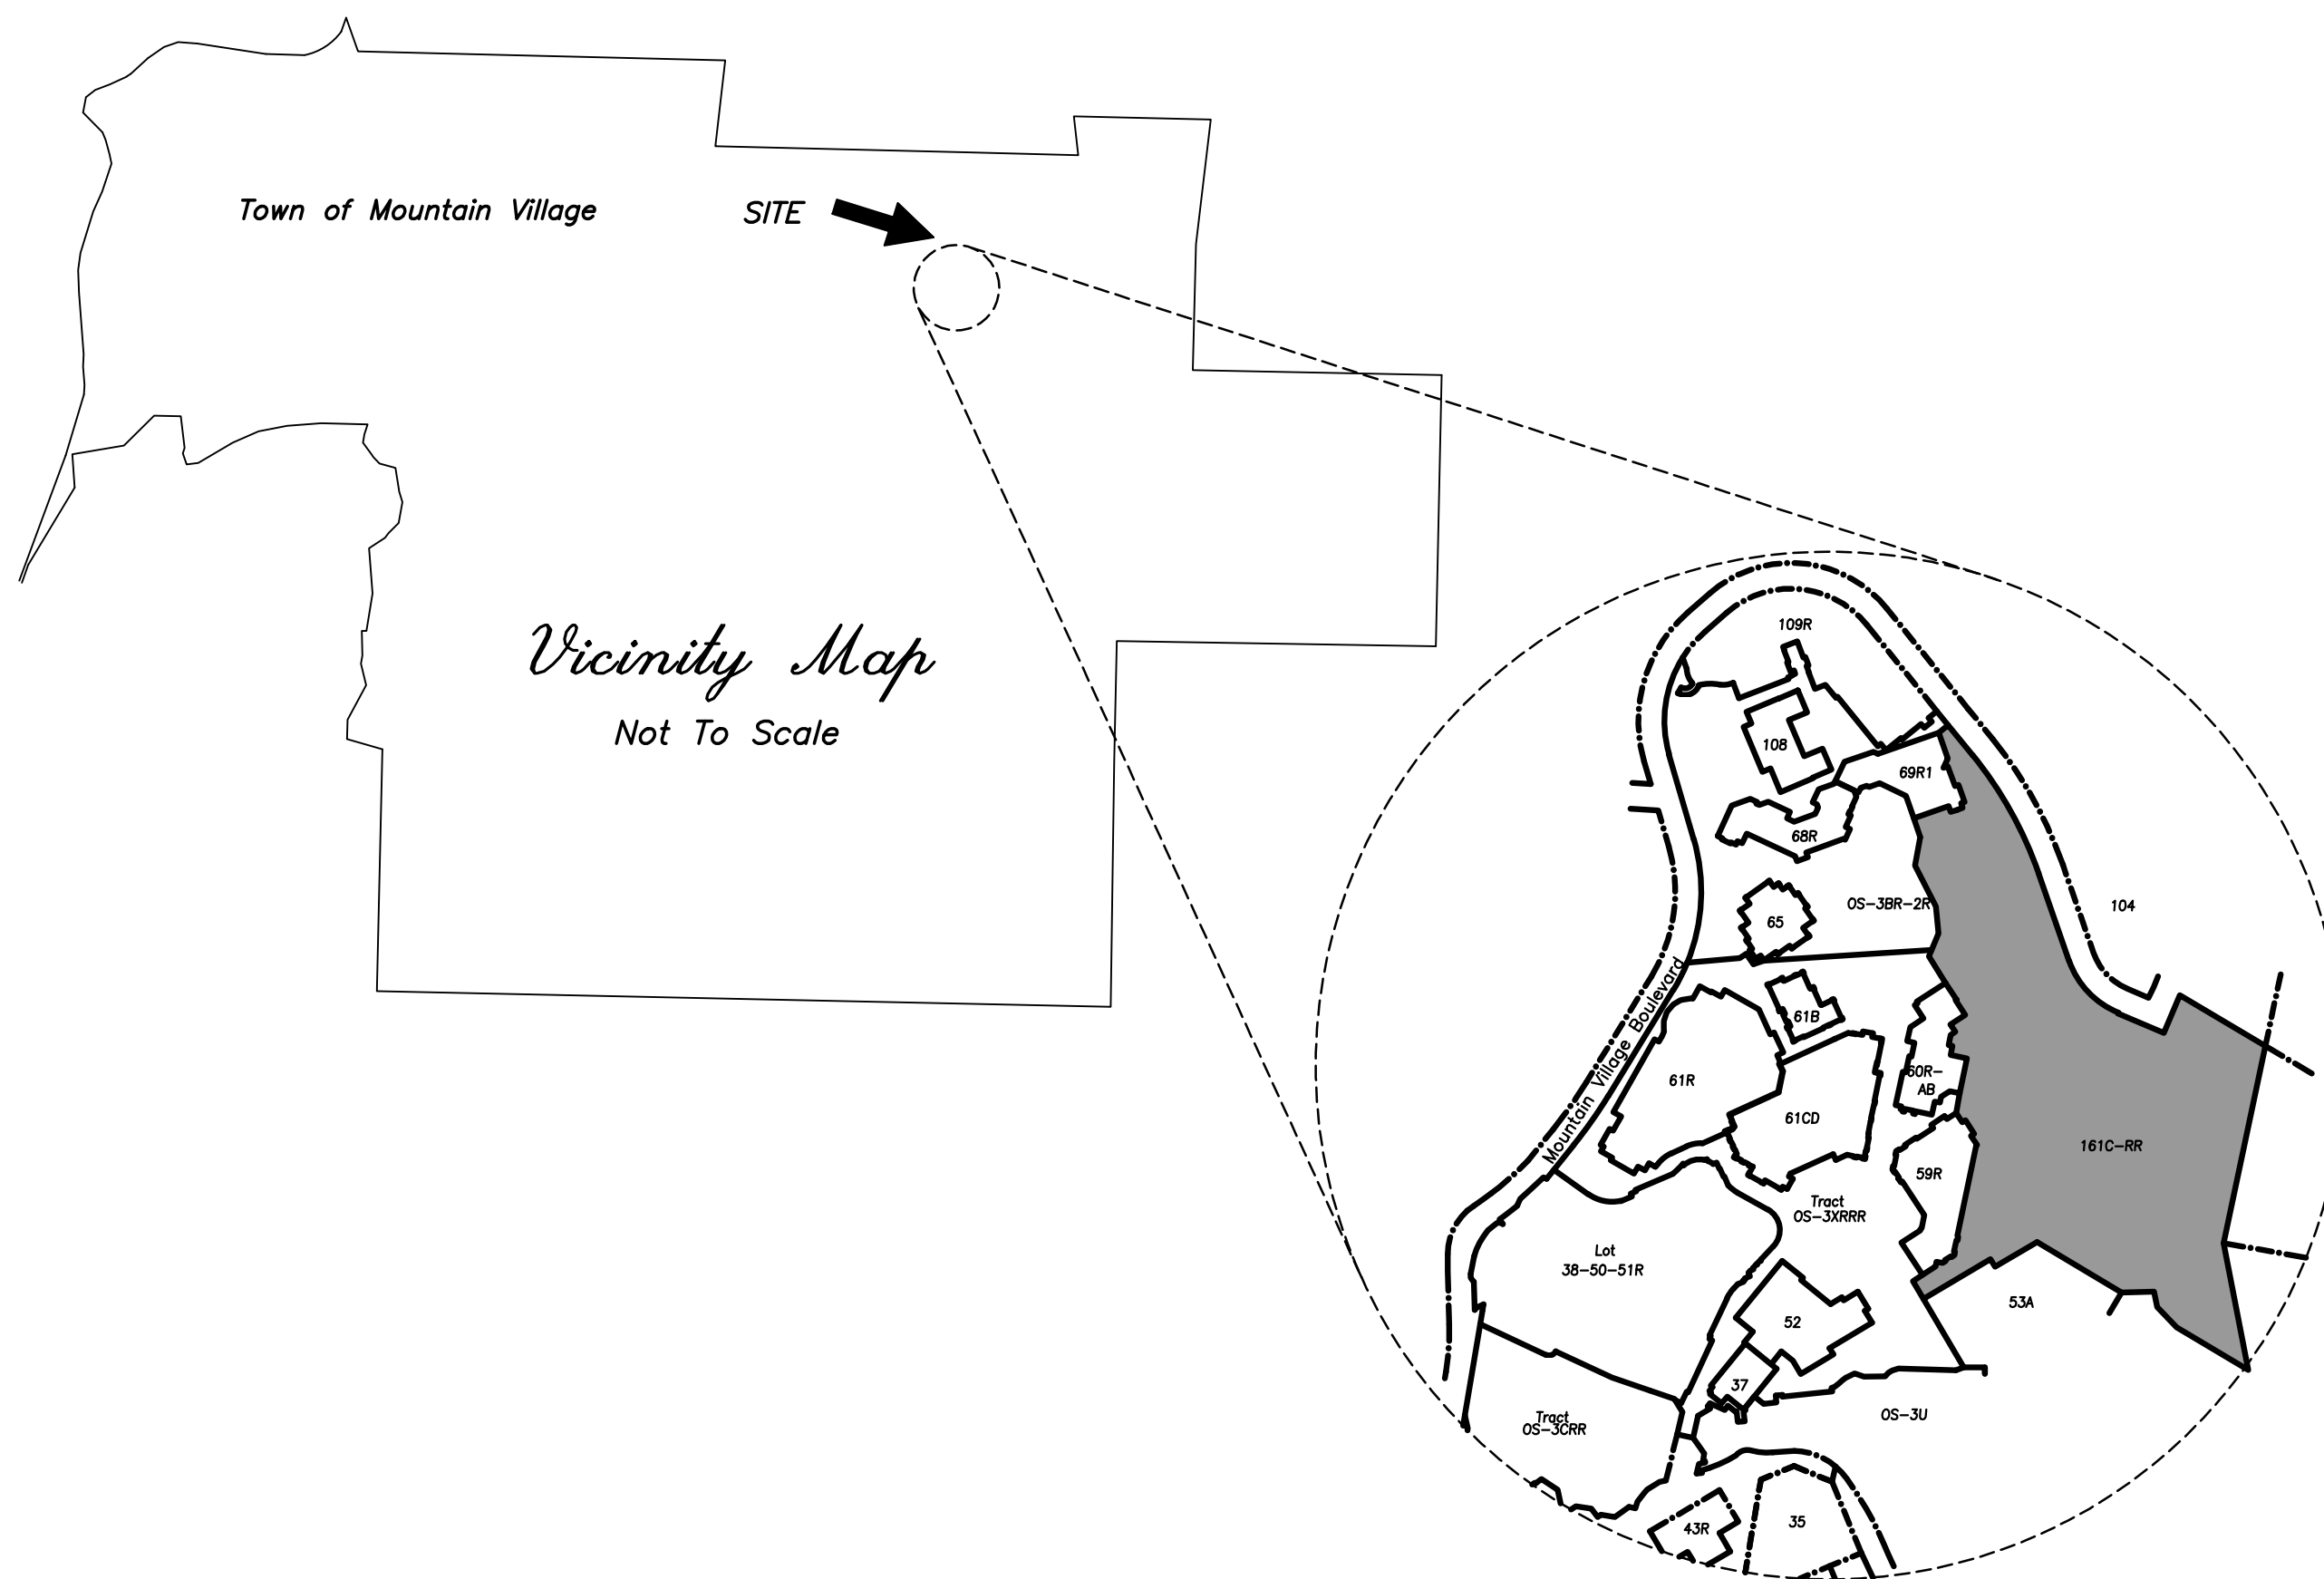 Town of Mountain Village
SITE
Vicinity Map
Not To Scale
109R
108
69R1
68R
65
OS-3BR-2R
104
Mountain Village Boulevard
61B
61R
61CD
60R-
AB
59R
161C-RR
Tract
OS-3XRRR
Lot
38-50-51R
52
53A
37
Tract
OS-3CRR
OS-3U
43R
35